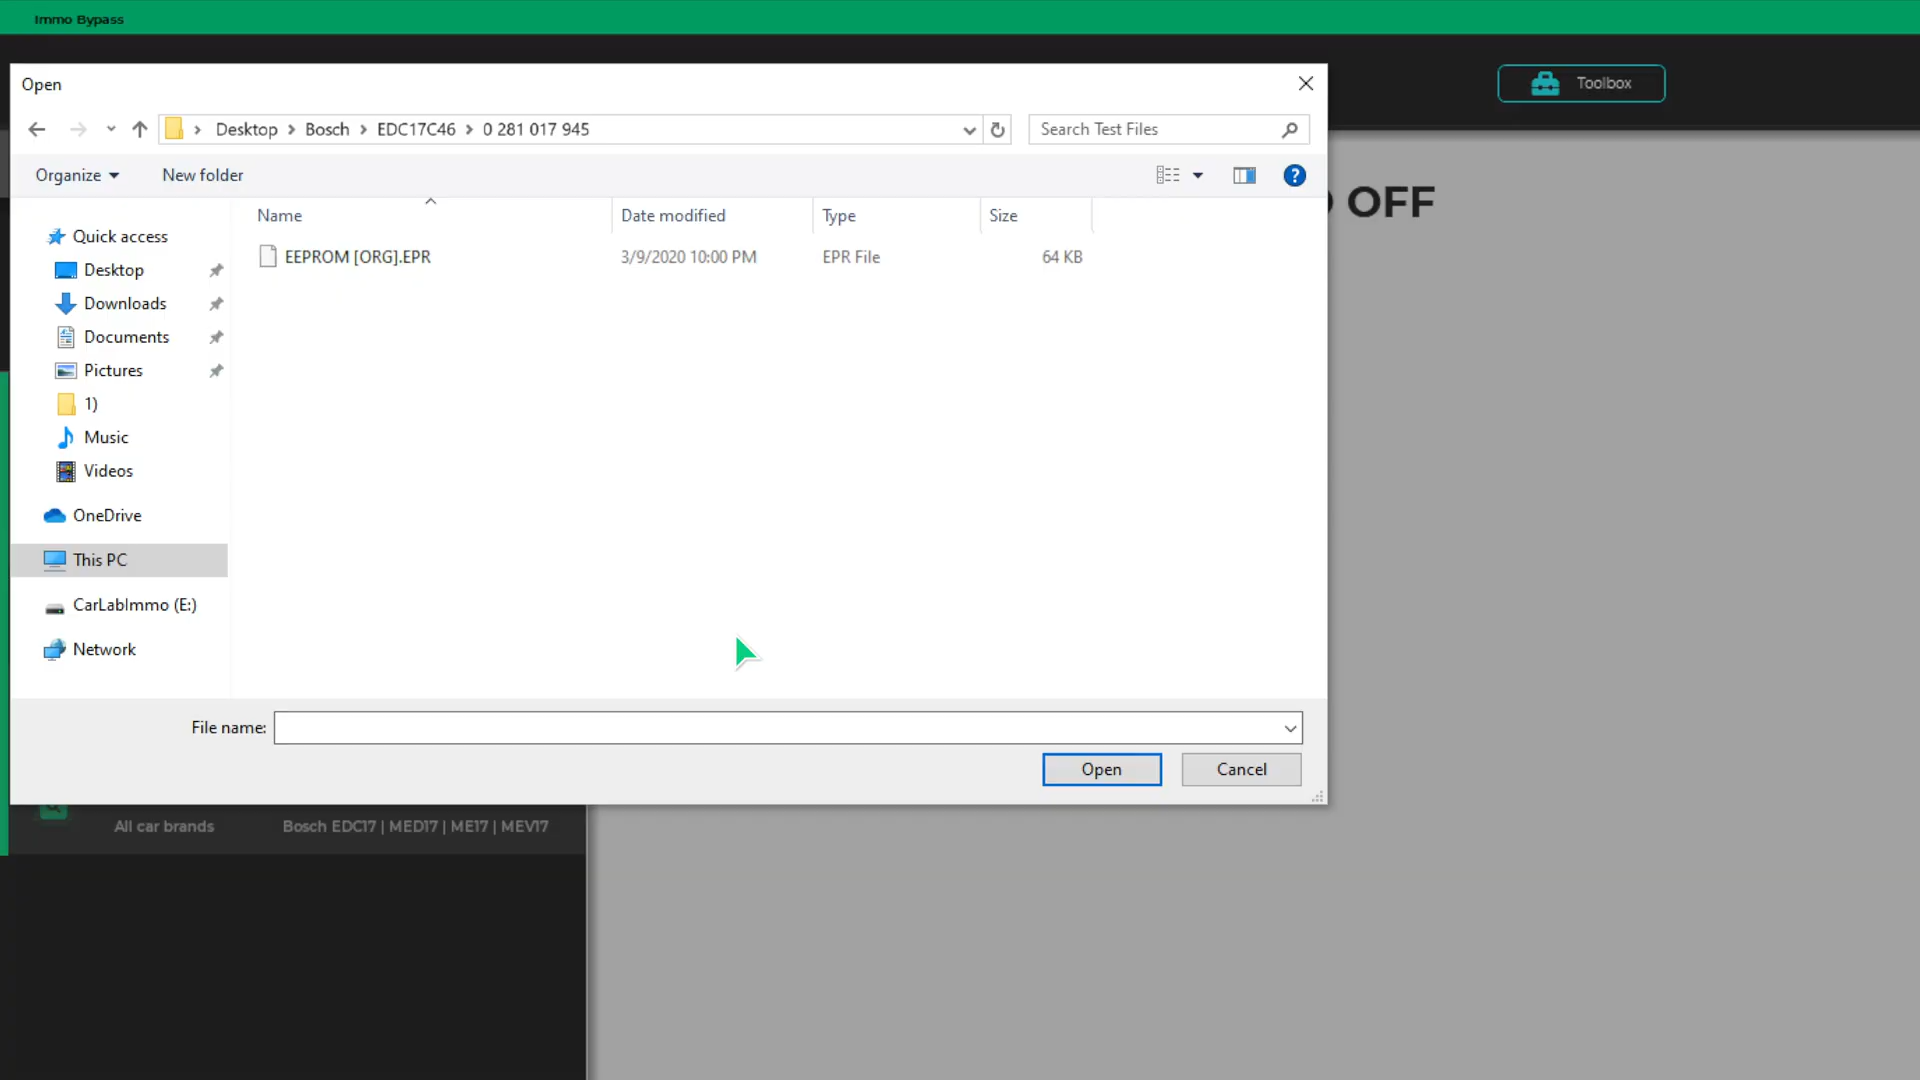 Immo Bypass
Open
Toolbox
Desktop > Bosch > EDC17C46 > 0 281 017 945
Search Test Files
Organize
New folder
?
OFF
Name
Date modified
Type
Size
EEPROM [ORG].EPR
3/9/2020 10:00 PM
EPR File
64 KB
Quick access
Desktop
Downloads
Documents
Pictures
1)
Music
Videos
OneDrive
This PC
CarLabImmo (E:)
Network
File name:
Open
Cancel
All car brands
Bosch EDC17 | MED17 | ME17 | MEV17